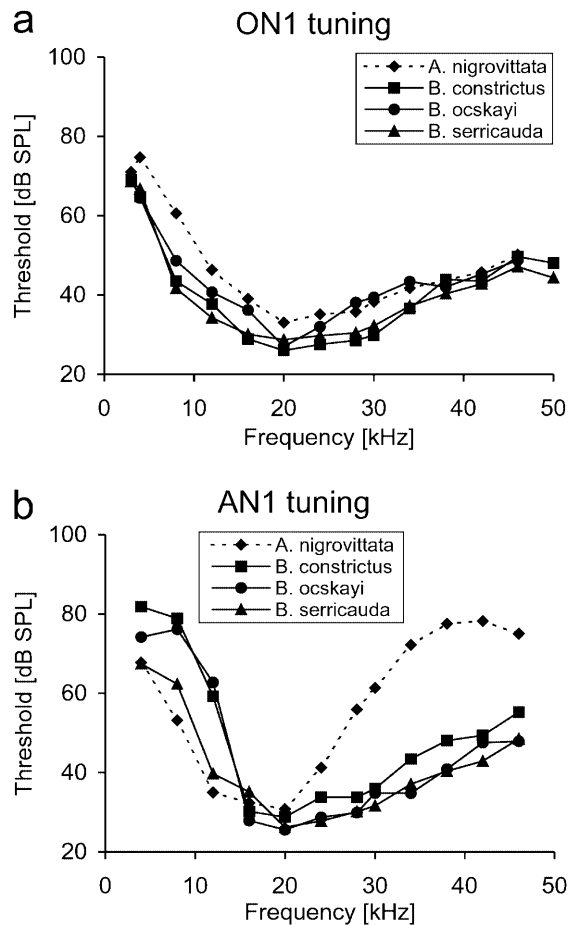 a
ON1 tuning
100
80
60
40
20
Threshold [dB SPL]
A. nigrovittata
B. constrictus
B. ocskayi
B. serricauda
0 10 20 30 40 50
Frequency [kHz]
b
AN1 tuning
100
80
60
40
20
Threshold [dB SPL]
A. nigrovittata
B. constrictus
B. ocskayi
B. serricauda
0 10 20 30 40 50
Frequency [kHz]